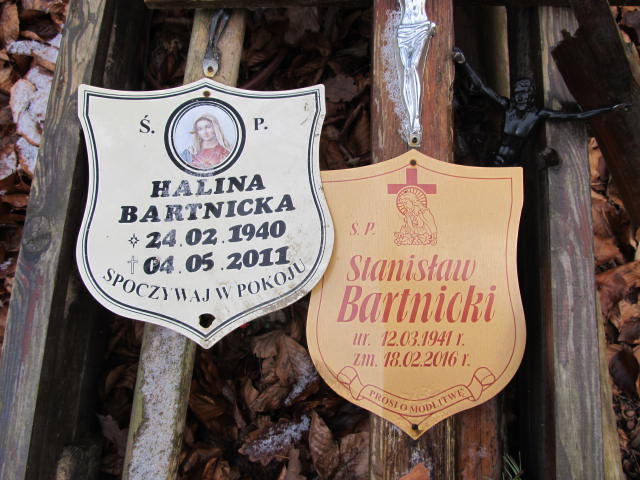 Ś. P.
HALINA
BARTNICKA
☼ 24.02.1940
† 04.05.2011
SPOCZYWAJ W POKOJU
Ś. P.
Stanisław
Bartnicki
ur. 12.03.1941 r.
zm. 18.02.2016 r.
PROSI O MODLITWĘ